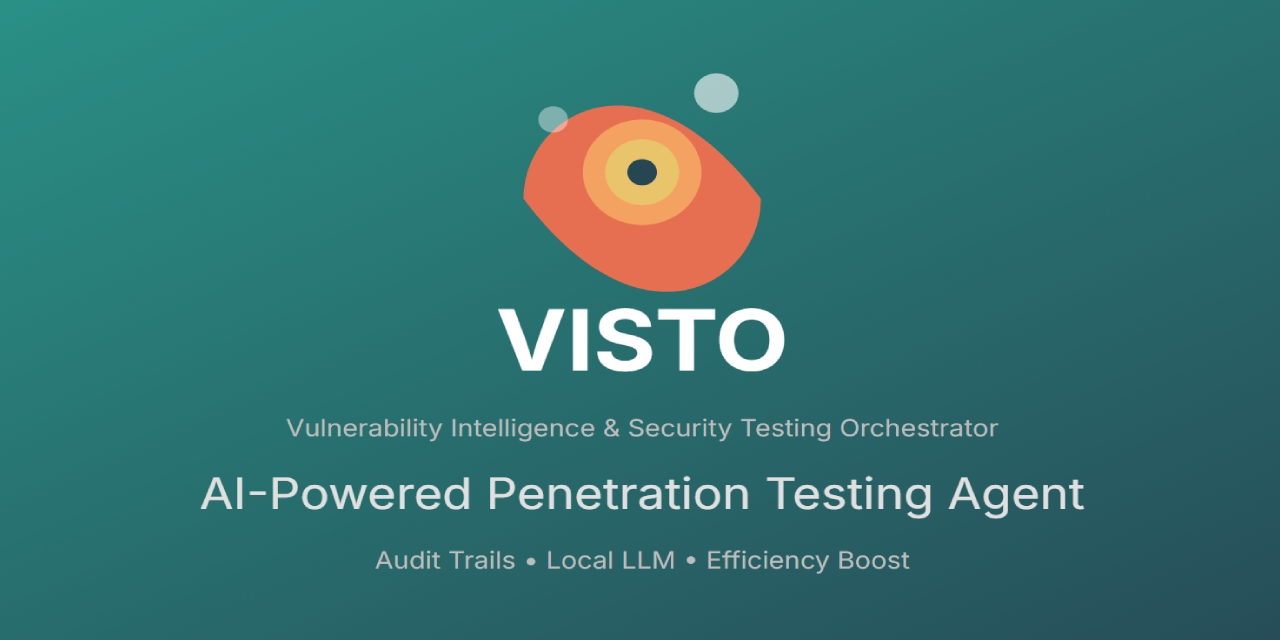 VISTO
Vulnerability Intelligence & Security Testing Orchestrator
AI-Powered Penetration Testing Agent
Audit Trails • Local LLM • Efficiency Boost